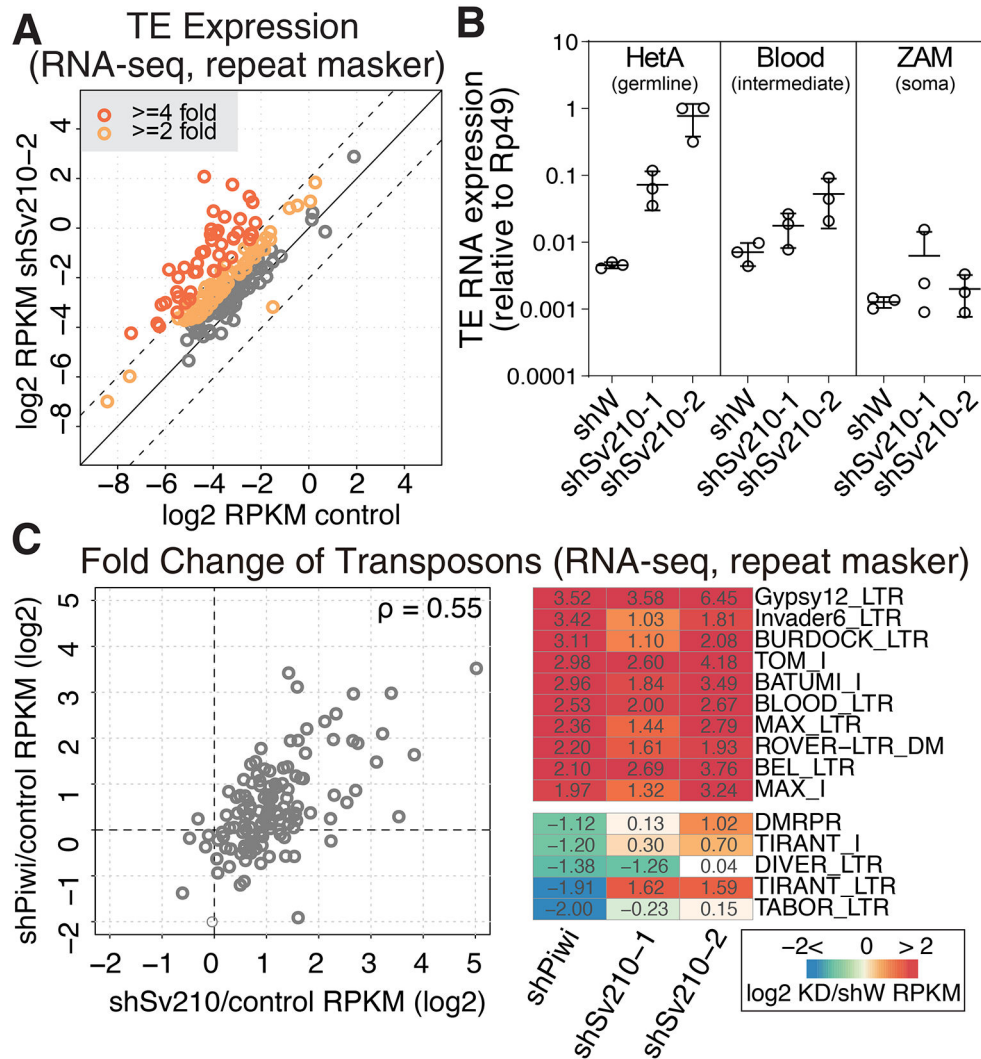 A
TE Expression
(RNA-seq, repeat masker)
>=4 fold
>=2 fold
4
2
0
−2
−4
−6
−8
log2 RPKM shSv210−2
−8 −6 −4 −2 0 2 4
log2 RPKM control
B
TE RNA expression
(relative to Rp49)
10
1
0.1
0.01
0.001
0.0001
HetA
(germline)
Blood
(intermediate)
ZAM
(soma)
shW
shSv210-1
shSv210-2
shW
shSv210-1
shSv210-2
shW
shSv210-1
shSv210-2
C
Fold Change of Transposons (RNA-seq, repeat masker)
ρ = 0.55
shPiwi/control RPKM (log2)
5
4
3
2
1
0
−1
−2
−2 −1 0 1 2 3 4 5
shSv210/control RPKM (log2)
3.52 3.58 6.45 Gypsy12_LTR
3.42 1.03 1.81 Invader6_LTR
3.11 1.10 2.08 BURDOCK_LTR
2.98 2.60 4.18 TOM_I
2.96 1.84 3.49 BATUMI_I
2.53 2.00 2.67 BLOOD_LTR
2.36 1.44 2.79 MAX_LTR
2.20 1.61 1.93 ROVER−LTR_DM
2.10 2.69 3.76 BEL_LTR
1.97 1.32 3.24 MAX_I
−1.12 0.13 1.02 DMRPR
−1.20 0.30 0.70 TIRANT_I
−1.38 −1.26 0.04 DIVER_LTR
−1.91 1.62 1.59 TIRANT_LTR
−2.00 −0.23 0.15 TABOR_LTR
shPiwi
shSv210−1
shSv210−2
−2< 0 >2
log2 KD/shW RPKM